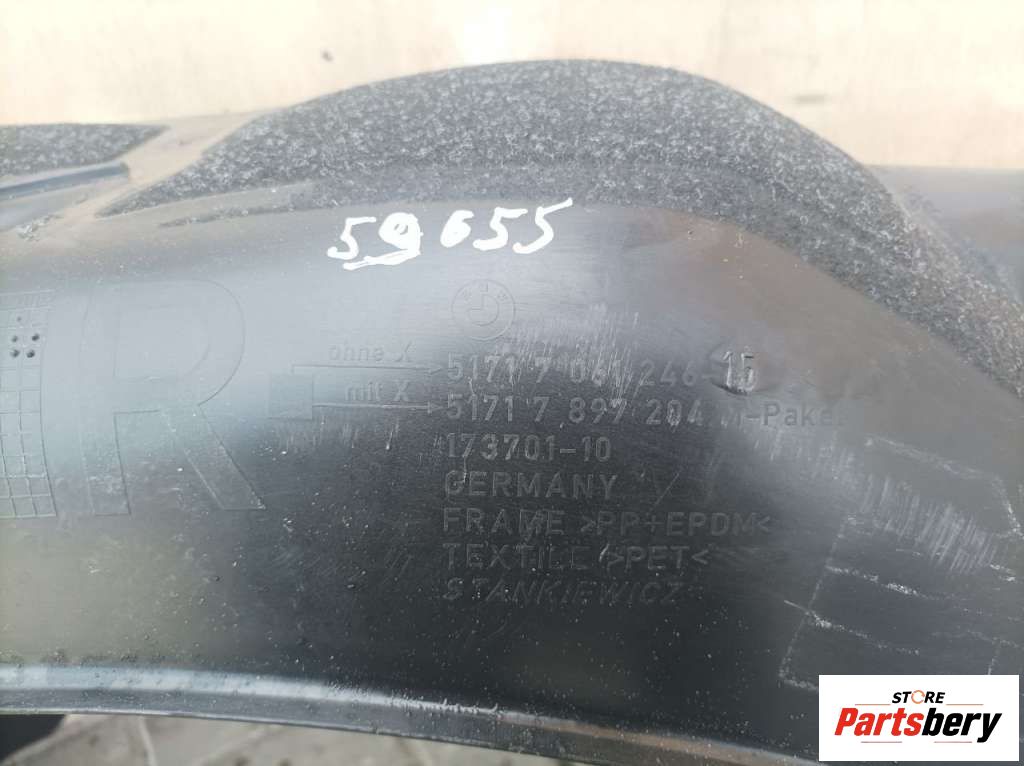 59655
R
ohne X
5171 7 061 246-15
mit X
5171 7 897 204 M-Paket
173701-10
GERMANY
FRAME >PP+EPDM<
TEXTILE >PET<
STANKIEWICZ
STORE
Partsbery